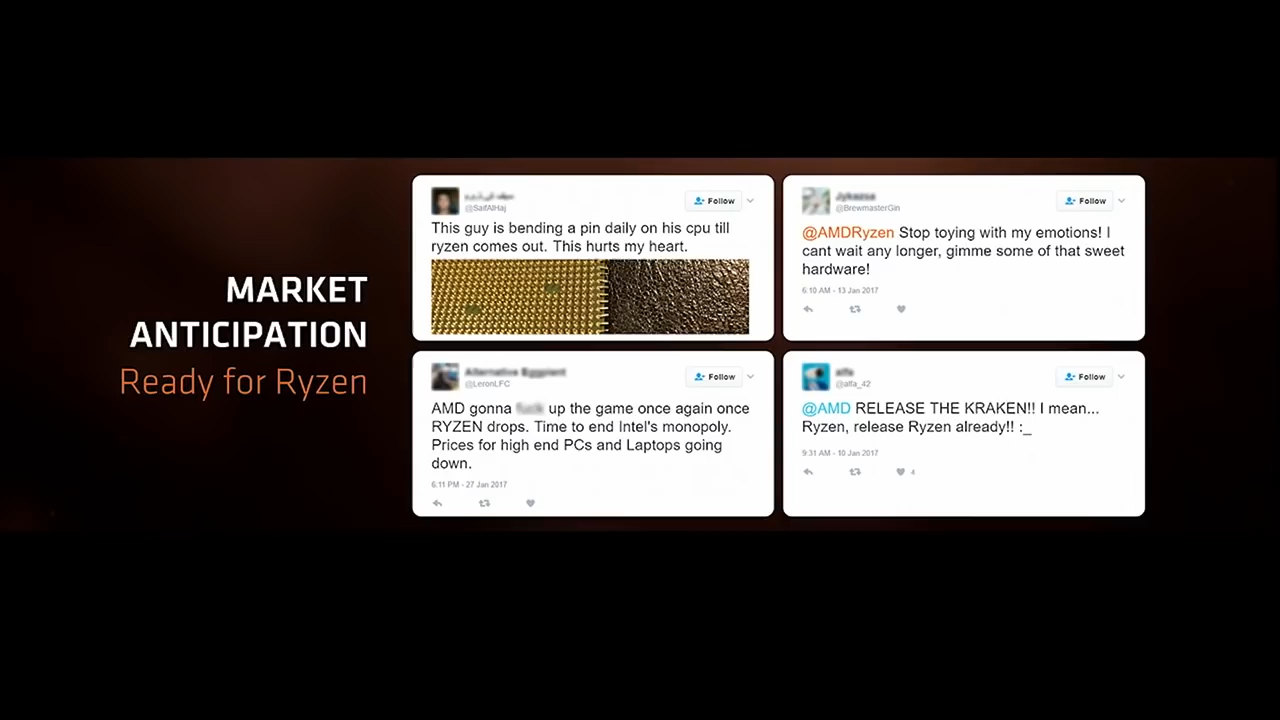 MARKET
ANTICIPATION
Ready for Ryzen
@SaifAlHaj
Follow
This guy is bending a pin daily on his cpu till
ryzen comes out. This hurts my heart.
@BrewmasterGin
Follow
@AMDRyzen Stop toying with my emotions! I
cant wait any longer, gimme some of that sweet
hardware!
6:10 AM - 13 Jan 2017
@LeronLFC
Follow
AMD gonna up the game once again once
RYZEN drops. Time to end Intel's monopoly.
Prices for high end PCs and Laptops going
down.
6:11 PM - 27 Jan 2017
@alfa_42
Follow
@AMD RELEASE THE KRAKEN!! I mean...
Ryzen, release Ryzen already!! :_
9:31 AM - 10 Jan 2017
4